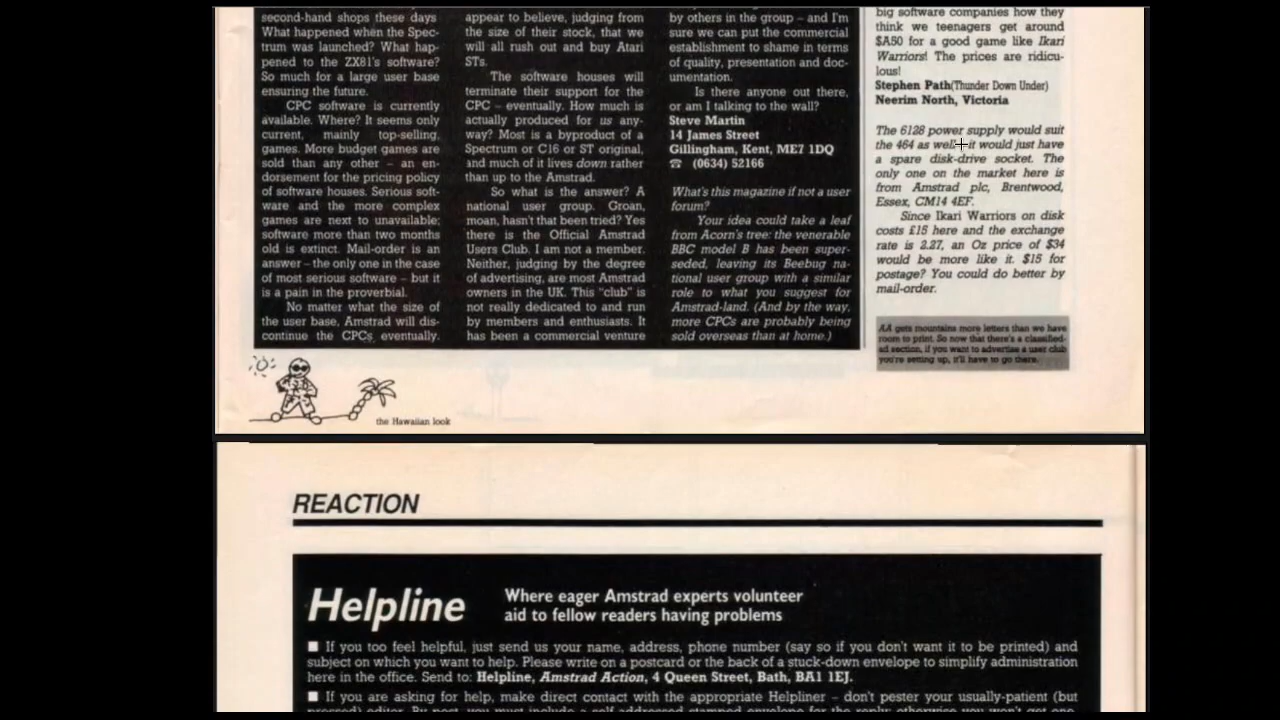 second-hand shops these days
What happened when the Spec-
trum was launched? What hap-
pened to the ZX81's software?
So much for a large user base
ensuring the future.
CPC software is currently
available. Where? It seems only
current, mainly top-selling,
games. More budget games are
sold than any other – an en-
dorsement for the pricing policy
of software houses. Serious soft-
ware and the more complex
games are next to unavailable;
software more than two months
old is extinct. Mail-order is an
answer – the only one in the case
of most serious software – but it
is a pain in the proverbial.
No matter what the size of
the user base, Amstrad will dis-
continue the CPCs eventually.
appear to believe, judging from
the size of their stock, that we
will all rush out and buy Atari
STs.
The software houses will
terminate their support for the
CPC – eventually. How much is
actually produced for us any-
way? Most is a byproduct of a
Spectrum or C16 or ST original,
and much of it lives down rather
than up to the Amstrad.
So what is the answer? A
national user group. Groan,
moan, hasn't that been tried? Yes
there is the Official Amstrad
Users Club. I am not a member.
Neither, judging by the degree
of advertising, are most Amstrad
owners in the UK. This "club" is
not really dedicated to and run
by members and enthusiasts. It
has been a commercial venture
by others in the group – and I'm
sure we can put the commercial
establishment to shame in terms
of quality, presentation and doc-
umentation.
Is there anyone out there,
or am I talking to the wall?
Steve Martin
14 James Street
Gillingham, Kent, ME7 1DQ
☎ (0634) 52166
What's this magazine if not a user
forum?
Your idea could take a leaf
from Acorn's tree: the venerable
BBC model B has been super-
seded, leaving its Beebug na-
tional user group with a similar
role to what you suggest for
Amstrad-land. (And by the way,
more CPCs are probably being
sold overseas than at home.)
big software companies how they
think we teenagers get around
$A50 for a good game like Ikari
Warriors! The prices are ridicu-
lous!
Stephen Path(Thunder Down Under)
Neerim North, Victoria
The 6128 power supply would suit
the 464 as well – it would just have
a spare disk-drive socket. The
only one on the market here is
from Amstrad plc, Brentwood,
Essex, CM14 4EF.
Since Ikari Warriors on disk
costs £15 here and the exchange
rate is 2.27, an Oz price of $34
would be more like it. $15 for
postage? You could do better by
mail-order.
AA gets mountains more letters than we have
room to print. So now that there's a classified-
ad section, if you want to advertise a user club
you're setting up, it'll have to go there.
the Hawaiian look
REACTION
Helpline
Where eager Amstrad experts volunteer
aid to fellow readers having problems
■ If you too feel helpful, just send us your name, address, phone number (say so if you don't want it to be printed) and
subject on which you want to help. Please write on a postcard or the back of a stuck-down envelope to simplify administration
here in the office. Send to: Helpline, Amstrad Action, 4 Queen Street, Bath, BA1 1EJ.
■ If you are asking for help, make direct contact with the appropriate Helpliner – don't pester your usually-patient (but
pressed) editor. By post, you must include a self-addressed stamped envelope for the reply; otherwise you won't get one.